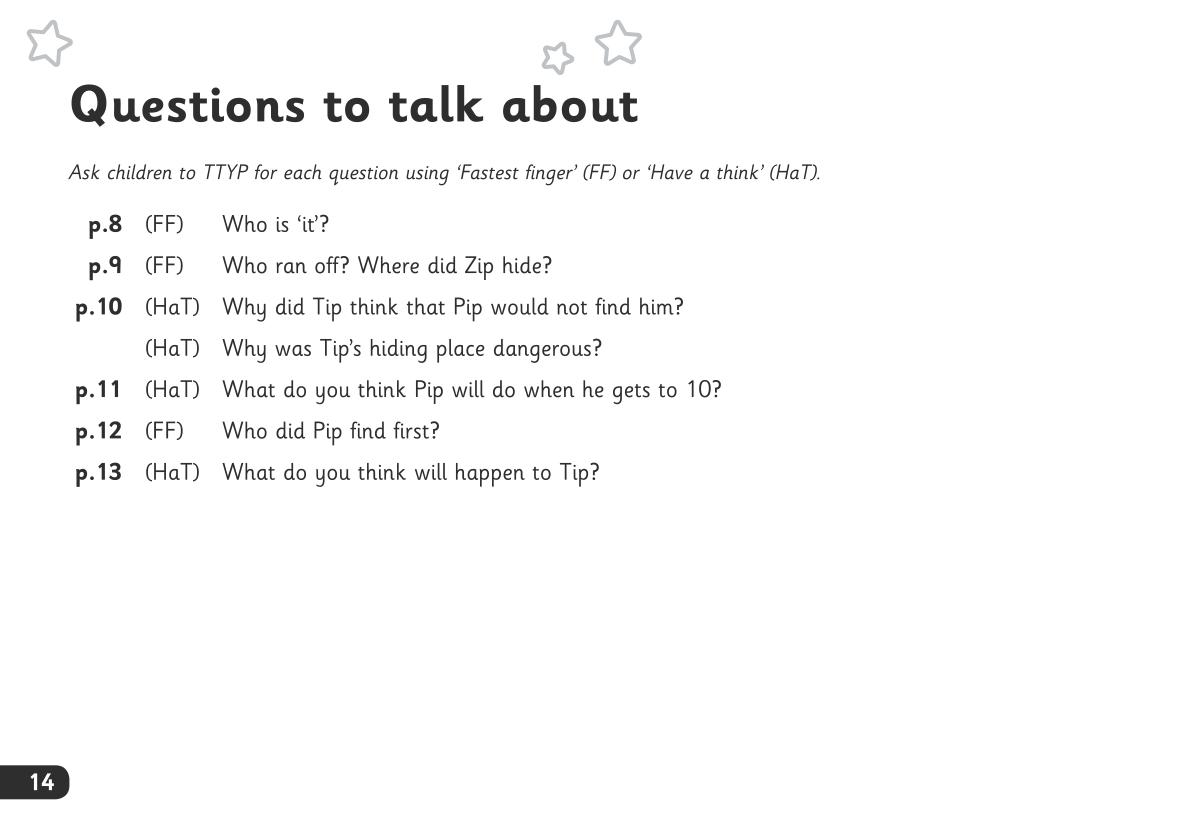 Questions to talk about
Ask children to TTYP for each question using ‘Fastest finger’ (FF) or ‘Have a think’ (HaT).
p.8 (FF) Who is ‘it’?
p.9 (FF) Who ran off? Where did Zip hide?
p.10 (HaT) Why did Tip think that Pip would not find him?
(HaT) Why was Tip’s hiding place dangerous?
p.11 (HaT) What do you think Pip will do when he gets to 10?
p.12 (FF) Who did Pip find first?
p.13 (HaT) What do you think will happen to Tip?
14